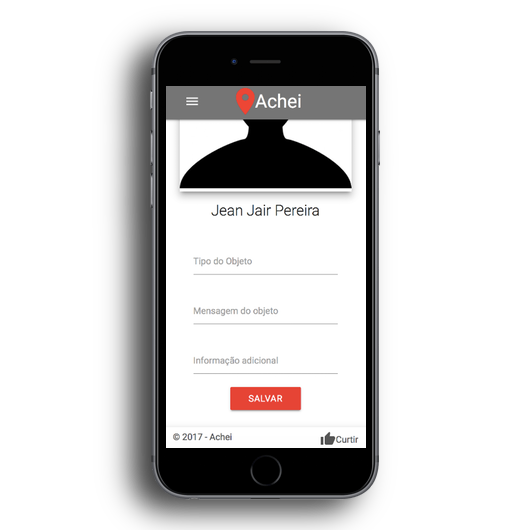 Achei
Jean Jair Pereira
Tipo do Objeto
Mensagem do objeto
Informação adicional
SALVAR
© 2017 - Achei
Curtir